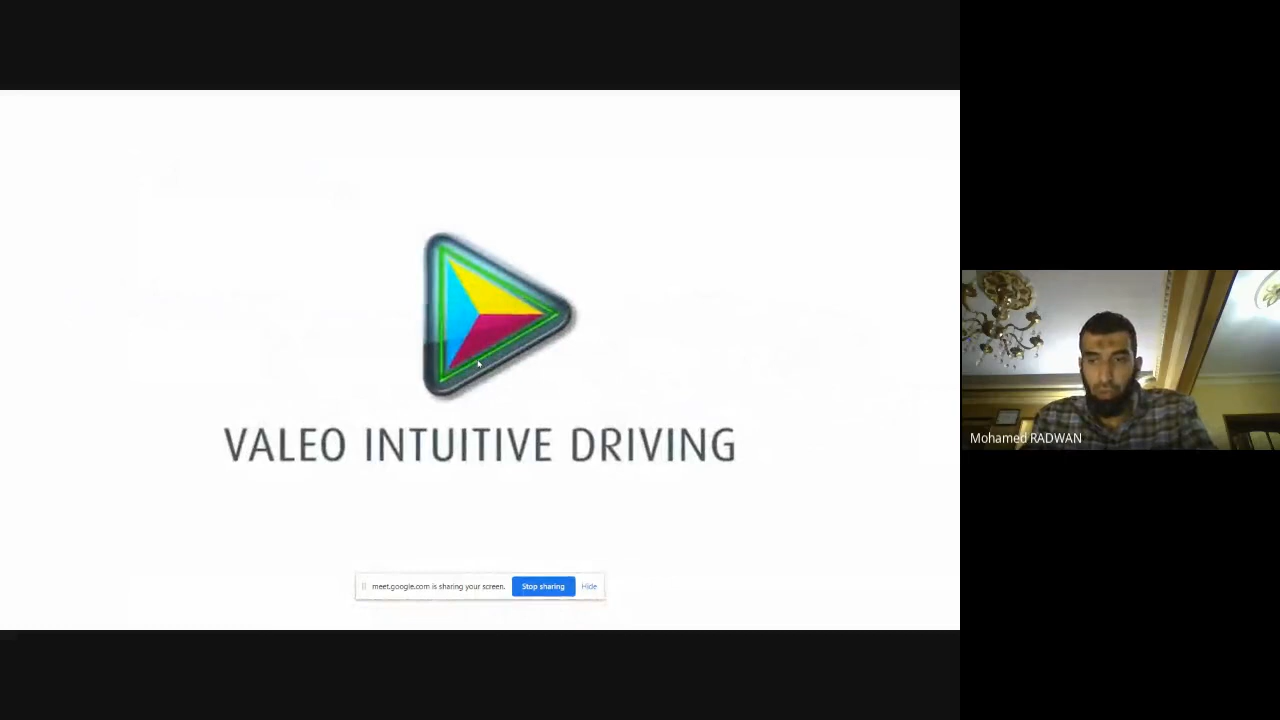 VALEO INTUITIVE DRIVING
meet.google.com is sharing your screen. Stop sharing Hide
Mohamed RADWAN